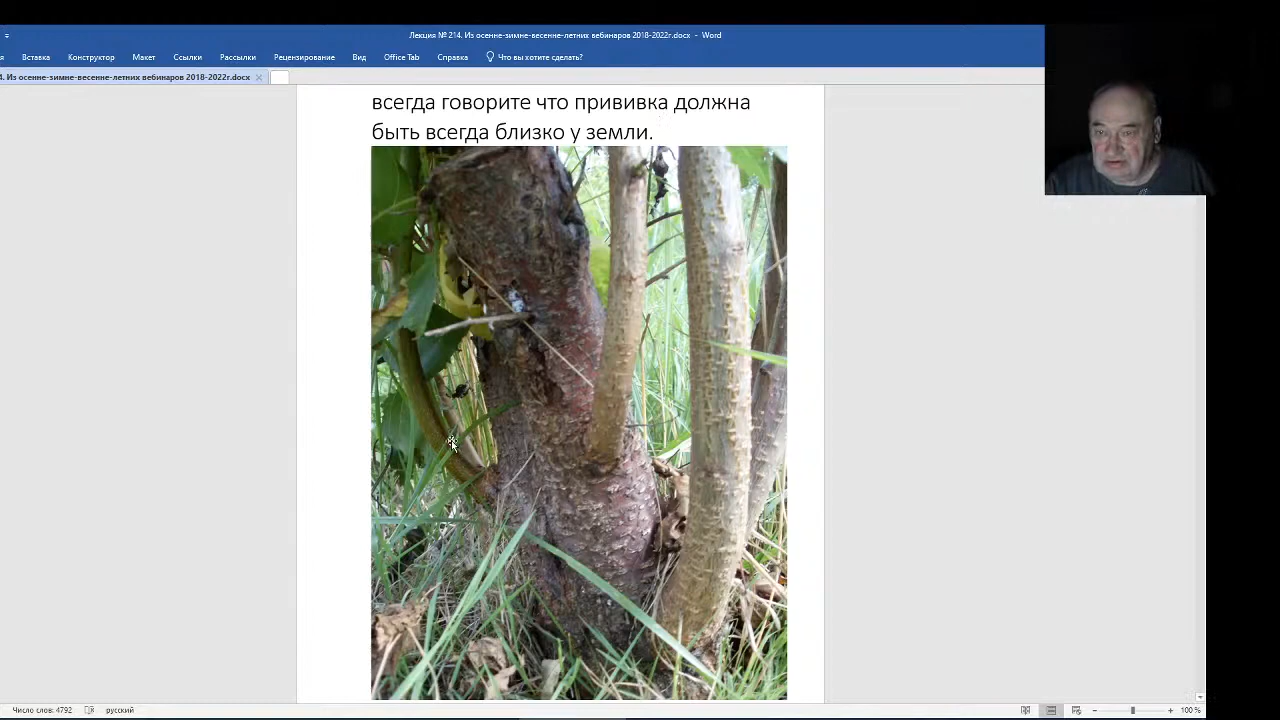 Лекция № 214. Из осенне-зимне-весенне-летних вебинаров 2018-2022г.docx - Word
Вставка Конструктор Макет Ссылки Рассылки Рецензирование Вид Office Tab Справка Что вы хотите сделать?
4. Из осенне-зимне-весенне-летних вебинаров 2018-2022г.docx
всегда говорите что прививка должна
быть всегда близко у земли.
Число слов: 4792 русский 100 %